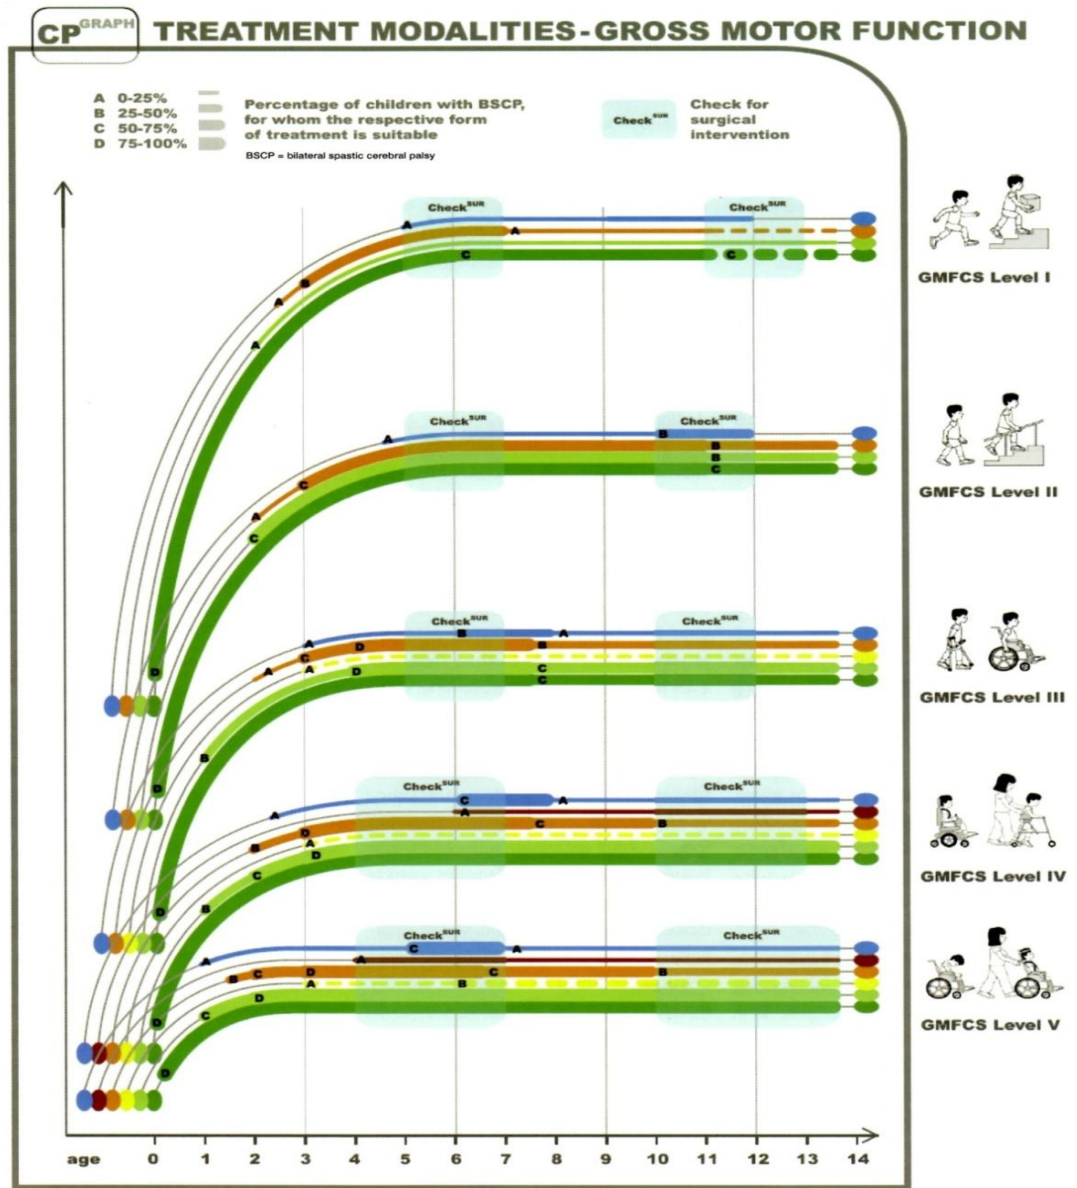 CP GRAPH TREATMENT MODALITIES-GROSS MOTOR FUNCTION
A 0-25%
B 25-50%
C 50-75%
D 75-100%
Percentage of children with BSCP,
for whom the respective form
of treatment is suitable
BSCP = bilateral spastic cerebral palsy
Check SUR
Check for
surgical
intervention
Check SUR Check SUR
A A
B
A
C C
A
D
GMFCS Level I
Check SUR Check SUR
A B
B
C B
A C
C
D
GMFCS Level II
Check SUR Check SUR
A B A
C D B
A A D C
C
B
D
GMFCS Level III
Check SUR Check SUR
A C A
A
B D C B
A
C D
B
D
GMFCS Level IV
Check SUR Check SUR
A C A
A
B C D C B
A B
C D
D
GMFCS Level V
age 0 1 2 3 4 5 6 7 8 9 10 11 12 13 14